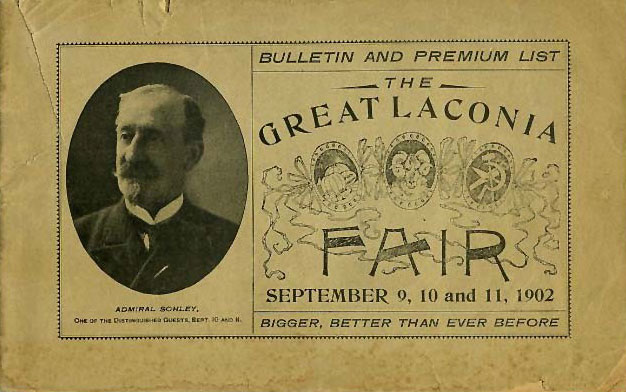 BULLETIN AND PREMIUM LIST
THE
GREAT LACONIA
FAIR
SEPTEMBER 9, 10 and 11, 1902
BIGGER, BETTER THAN EVER BEFORE
ADMIRAL SCHLEY,
ONE OF THE DISTINGUISHED GUESTS, SEPT. 10 AND 11.